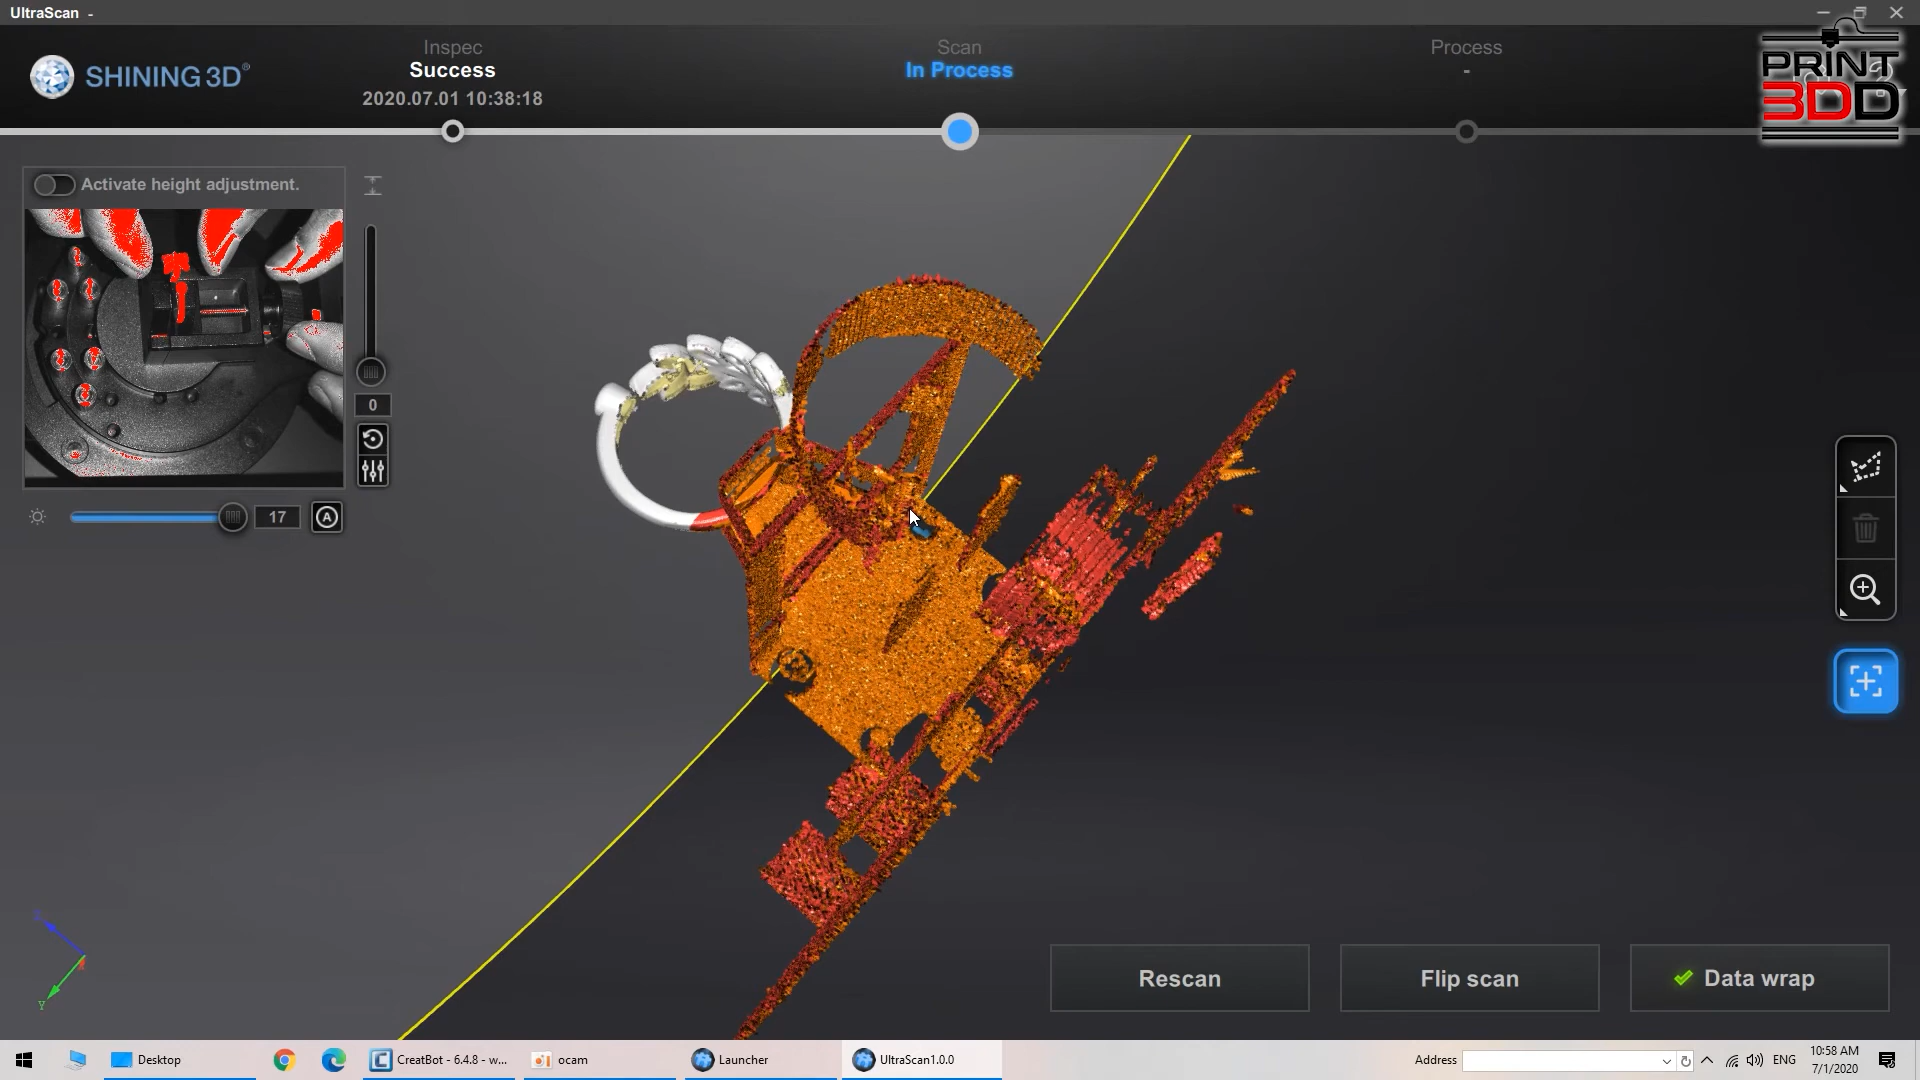 UltraScan -
SHINING 3D®
Inspec
Success
2020.07.01 10:38:18
Scan
In Process
Process
-
PRINT
3DD
Activate height adjustment.
0
17
A
Z
Y
Rescan
Flip scan
Data wrap
Desktop
CreatBot - 6.4.8 - w...
ocam
Launcher
UltraScan1.0.0
Address
ENG
10:58 AM
7/1/2020